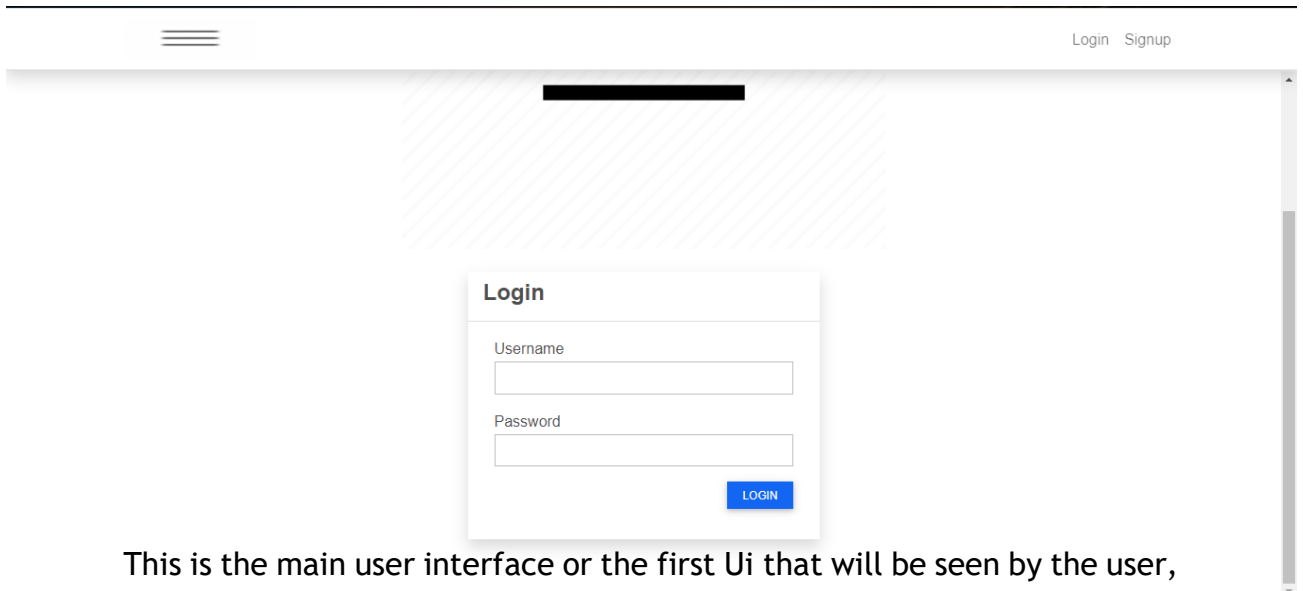 Login Signup
Login
Username
Password
LOGIN
This is the main user interface or the first Ui that will be seen by the user,